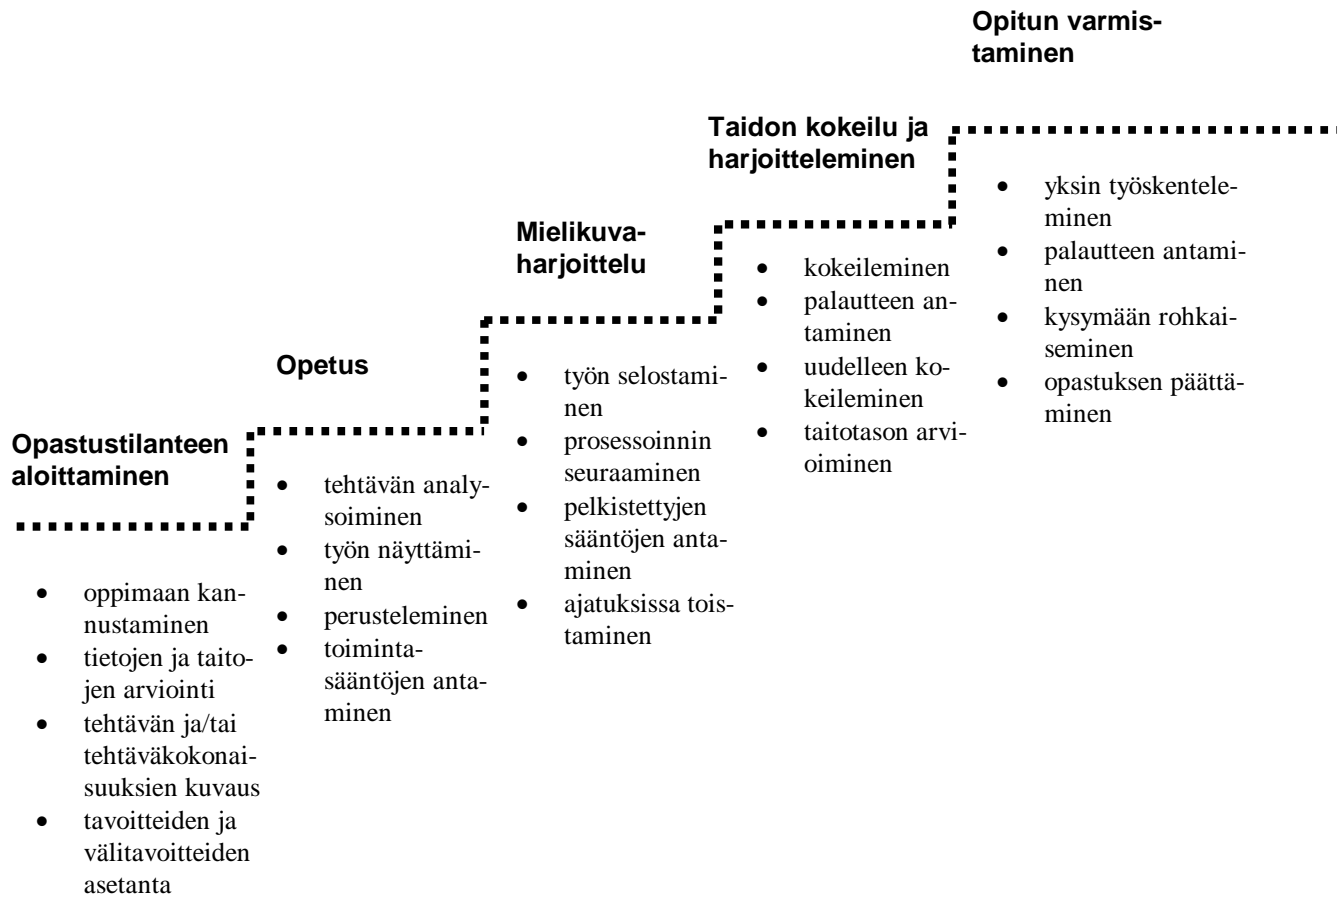 Opastustilanteen
aloittaminen
• oppimaan kan-
nustaminen
• tietojen ja taito-
jen arviointi
• tehtävän ja/tai
tehtäväkokonai-
suuksien kuvaus
• tavoitteiden ja
välitavoitteiden
asetanta
Opetus
• tehtävän analy-
soiminen
• työn näyttämi-
nen
• perusteleminen
• toiminta-
sääntöjen anta-
minen
Mielikuva-
harjoittelu
• työn selostami-
nen
• prosessoinnin
seuraaminen
• pelkistettyjen
sääntöjen anta-
minen
• ajatuksissa tois-
taminen
Taidon kokeilu ja
harjoitteleminen
• kokeileminen
• palautteen an-
taminen
• uudelleen ko-
keileminen
• taitotason arvi-
oiminen
Opitun varmis-
taminen
• yksin työskentele-
minen
• palautteen antami-
nen
• kysymään rohkai-
seminen
• opastuksen päättä-
minen